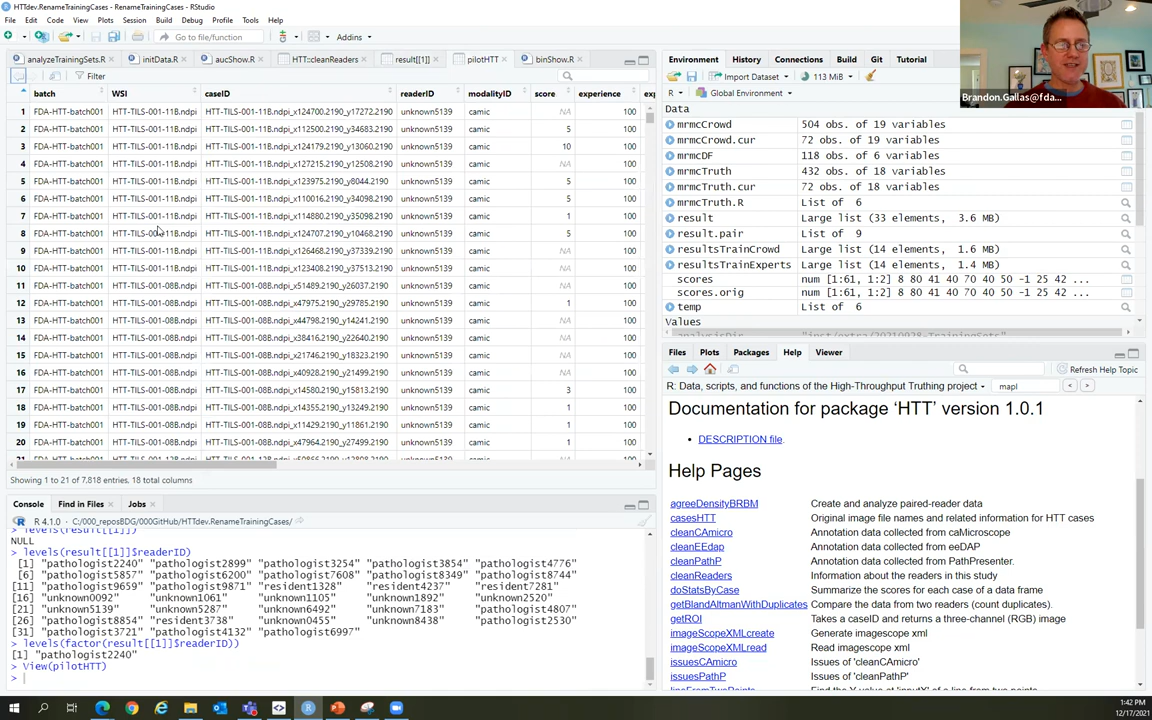 HTTdev.RenameTrainingCases - RenameTrainingCases - RStudio
File Edit Code View Plots Session Build Debug Profile Tools Help
Go to file/function Addins
analyzeTrainingSets.R initData.R aucShow.R HTT::cleanReaders result[[1]] pilotHTT binShow.R
Filter
batch WSI caseID readerID modalityID score experience exp
1 FDA-HTT-batch001 HTT-TILS-001-11B.ndpi HTT-TILS-001-11B.ndpi_x124700.2190_y17272.2190 unknown5139 camic NA 100
2 FDA-HTT-batch001 HTT-TILS-001-11B.ndpi HTT-TILS-001-11B.ndpi_x112500.2190_y34683.2190 unknown5139 camic 5 100
3 FDA-HTT-batch001 HTT-TILS-001-11B.ndpi HTT-TILS-001-11B.ndpi_x124179.2190_y13060.2190 unknown5139 camic 10 100
4 FDA-HTT-batch001 HTT-TILS-001-11B.ndpi HTT-TILS-001-11B.ndpi_x127215.2190_y12508.2190 unknown5139 camic NA 100
5 FDA-HTT-batch001 HTT-TILS-001-11B.ndpi HTT-TILS-001-11B.ndpi_x123975.2190_y8044.2190 unknown5139 camic 5 100
6 FDA-HTT-batch001 HTT-TILS-001-11B.ndpi HTT-TILS-001-11B.ndpi_x110016.2190_y34098.2190 unknown5139 camic 5 100
7 FDA-HTT-batch001 HTT-TILS-001-11B.ndpi HTT-TILS-001-11B.ndpi_x114880.2190_y35098.2190 unknown5139 camic 1 100
8 FDA-HTT-batch001 HTT-TILS-001-11B.ndpi HTT-TILS-001-11B.ndpi_x124707.2190_y10468.2190 unknown5139 camic 5 100
9 FDA-HTT-batch001 HTT-TILS-001-11B.ndpi HTT-TILS-001-11B.ndpi_x126468.2190_y37339.2190 unknown5139 camic NA 100
10 FDA-HTT-batch001 HTT-TILS-001-11B.ndpi HTT-TILS-001-11B.ndpi_x123408.2190_y37513.2190 unknown5139 camic NA 100
11 FDA-HTT-batch001 HTT-TILS-001-08B.ndpi HTT-TILS-001-08B.ndpi_x51489.2190_y26037.2190 unknown5139 camic NA 100
12 FDA-HTT-batch001 HTT-TILS-001-08B.ndpi HTT-TILS-001-08B.ndpi_x47975.2190_y29785.2190 unknown5139 camic 1 100
13 FDA-HTT-batch001 HTT-TILS-001-08B.ndpi HTT-TILS-001-08B.ndpi_x44798.2190_y14241.2190 unknown5139 camic NA 100
14 FDA-HTT-batch001 HTT-TILS-001-08B.ndpi HTT-TILS-001-08B.ndpi_x38416.2190_y22640.2190 unknown5139 camic NA 100
15 FDA-HTT-batch001 HTT-TILS-001-08B.ndpi HTT-TILS-001-08B.ndpi_x21746.2190_y18323.2190 unknown5139 camic NA 100
16 FDA-HTT-batch001 HTT-TILS-001-08B.ndpi HTT-TILS-001-08B.ndpi_x40928.2190_y21499.2190 unknown5139 camic NA 100
17 FDA-HTT-batch001 HTT-TILS-001-08B.ndpi HTT-TILS-001-08B.ndpi_x14580.2190_y15813.2190 unknown5139 camic 3 100
18 FDA-HTT-batch001 HTT-TILS-001-08B.ndpi HTT-TILS-001-08B.ndpi_x14355.2190_y13249.2190 unknown5139 camic 1 100
19 FDA-HTT-batch001 HTT-TILS-001-08B.ndpi HTT-TILS-001-08B.ndpi_x11429.2190_y11861.2190 unknown5139 camic 1 100
20 FDA-HTT-batch001 HTT-TILS-001-08B.ndpi HTT-TILS-001-08B.ndpi_x47964.2190_y27499.2190 unknown5139 camic 1 100
Showing 1 to 21 of 7,818 entries, 18 total columns
Console Find in Files Jobs
R 4.1.0 · C:/000_reposBDG/000GitHub/HTTdev.RenameTrainingCases/
> levels(result[[1]])
NULL
> levels(result[[1]]$readerID)
[1] "pathologist2240" "pathologist2899" "pathologist3254" "pathologist3854" "pathologist4776"
[6] "pathologist5857" "pathologist6200" "pathologist7608" "pathologist8349" "pathologist8744"
[11] "pathologist9659" "pathologist9871" "resident1328" "resident4237" "resident7281"
[16] "unknown0092" "unknown1061" "unknown1105" "unknown1892" "unknown2520"
[21] "unknown5139" "unknown5287" "unknown6492" "unknown7183" "pathologist4807"
[26] "pathologist8854" "resident3738" "unknown0455" "unknown8438" "pathologist2530"
[31] "pathologist3721" "pathologist4132" "pathologist6997"
> levels(factor(result[[1]]$readerID))
[1] "pathologist2240"
> View(pilotHTT)
>
Brandon.Gallas@fda...
Environment History Connections Build Git Tutorial
Import Dataset 113 MiB
R Global Environment
Data
mrmcCrowd 504 obs. of 19 variables
mrmcCrowd.cur 72 obs. of 19 variables
mrmcDF 118 obs. of 6 variables
mrmcTruth 432 obs. of 18 variables
mrmcTruth.cur 72 obs. of 18 variables
mrmcTruth.R List of 6
result Large list (33 elements, 3.6 MB)
result.pair List of 9
resultsTrainCrowd Large list (14 elements, 1.6 MB)
resultsTrainExperts Large list (14 elements, 1.4 MB)
scores num [1:61, 1:2] 8 80 41 40 70 40 50 -1 25 42 ...
scores.orig num [1:61, 1:2] 8 80 41 40 70 40 50 -1 25 42 ...
temp List of 6
Values
Files Plots Packages Help Viewer
Refresh Help Topic
R: Data, scripts, and functions of the High-Throughput Truthing project mapl
Documentation for package ‘HTT’ version 1.0.1
DESCRIPTION file.
Help Pages
agreeDensityBRBM Create and analyze paired-reader data
casesHTT Original image file names and related information for HTT cases
cleanCAmicro Annotation data collected from caMicroscope
cleanEEdap Annotation data collected from eeDAP
cleanPathP Annotation data collected from PathPresenter.
cleanReaders Information about the readers in this study
doStatsByCase Summarize the scores for each case of a data frame
getBlandAltmanWithDuplicates Compare the data from two readers (count duplicates).
getROI Takes a caseID and returns a three-channel (RGB) image
imageScopeXMLcreate Generate imagescope xml
imageScopeXMLread Read imagescope xml
issuesCAmicro Issues of 'cleanCAmicro'
issuesPathP Issues of 'cleanPathP'
1:42 PM
12/17/2021